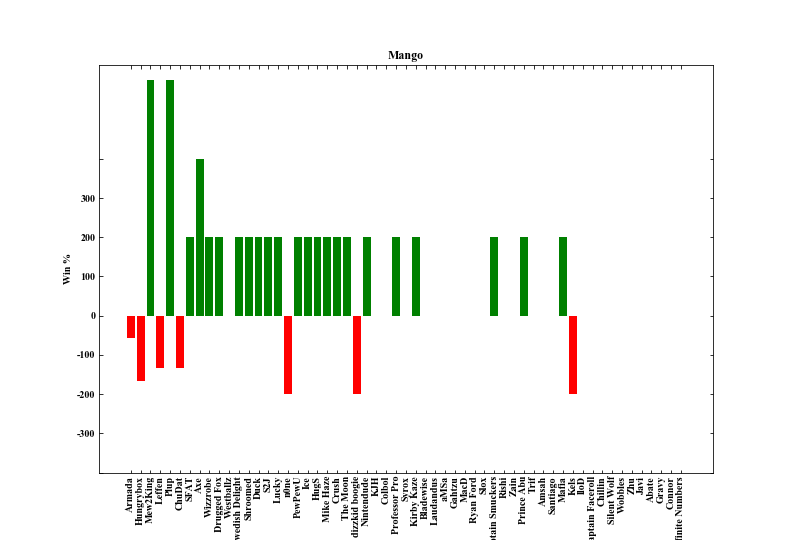 Mango
Win %
300
200
100
0
-100
-200
-300
Armada
Hungrybox
Mew2King
Leffen
Plup
ChuDat
SFAT
Axe
Wizzrobe
Drugged Fox
Westballz
wedish Delight
Shroomed
Duck
S2J
Lucky
n0ne
PewPewU
Ice
HugS
Mike Haze
Crush
The Moon
dizzkid boogie
Nintendude
KJH
Colbol
Professor Pro
Syrox
Kirby Kaze
Bladewise
Laudandus
aMSa
Gahtzu
MacD
Ryan Ford
Slox
ptain Smuckers
Rishi
Zain
Prince Abu
Trif
Amsah
Santiago
Mafia
Kels
lloD
aptain Faceroll
Chillin
Silent Wolf
Wobbles
Zhu
Javi
Abate
Gravy
Connor
finite Numbers